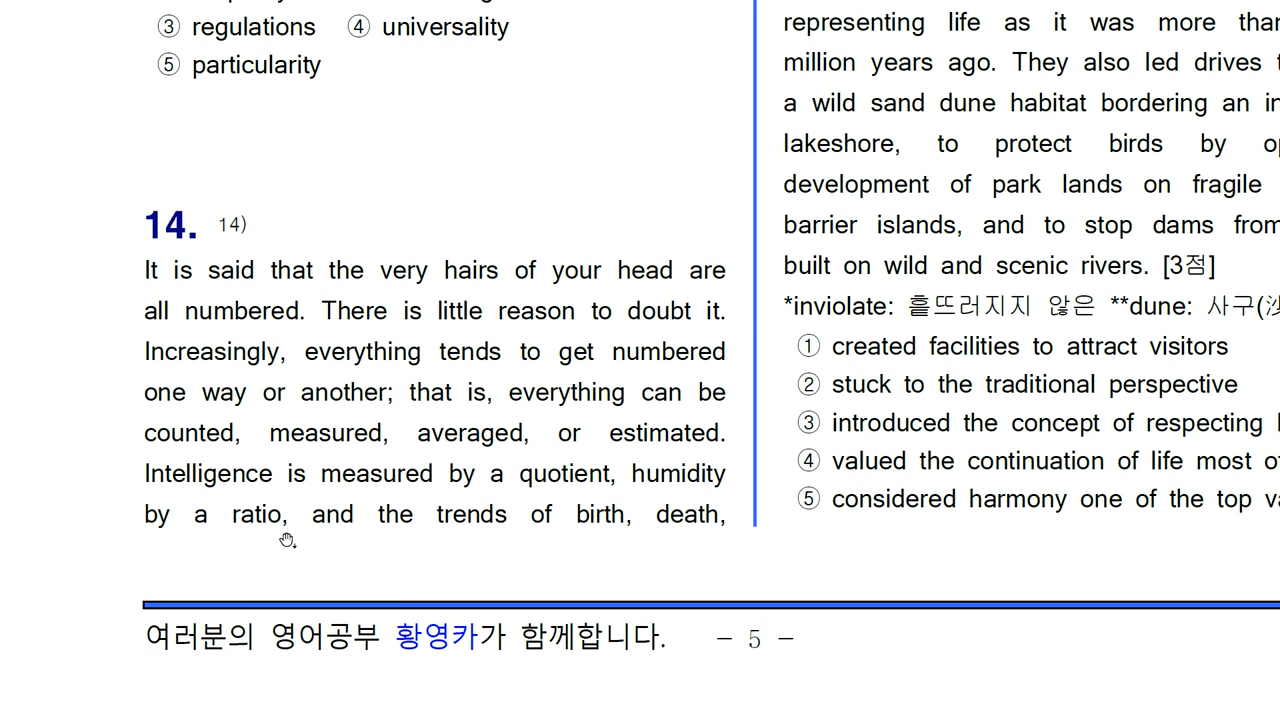 ③ regulations ④ universality
⑤ particularity
14. 14)
It is said that the very hairs of your head are
all numbered. There is little reason to doubt it.
Increasingly, everything tends to get numbered
one way or another; that is, everything can be
counted, measured, averaged, or estimated.
Intelligence is measured by a quotient, humidity
by a ratio, and the trends of birth, death,
representing life as it was more than
million years ago. They also led drives
a wild sand dune habitat bordering an
lakeshore, to protect birds by
development of park lands on fragile
barrier islands, and to stop dams from
built on wild and scenic rivers. [3점]
*inviolate: 흩뜨러지지 않은 **dune: 사구(沙
① created facilities to attract visitors
② stuck to the traditional perspective
③ introduced the concept of respecting
④ valued the continuation of life most
⑤ considered harmony one of the top
여러분의 영어공부 황영카가 함께합니다. - 5 -